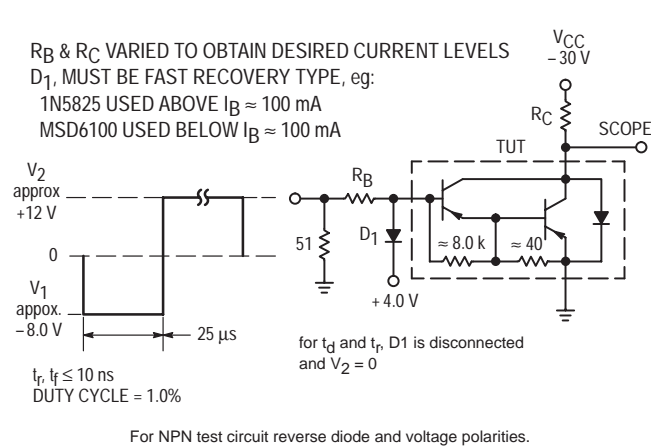 RB & RC VARIED TO OBTAIN DESIRED CURRENT LEVELS
D1, MUST BE FAST RECOVERY TYPE, eg:
1N5825 USED ABOVE IB ≈ 100 mA
MSD6100 USED BELOW IB ≈ 100 mA
VCC
– 30 V
RC
SCOPE
TUT
V2
approx
+12 V
RB
51
D1
≈ 8.0 k
≈ 40
0
V1
appox.
– 8.0 V
+ 4.0 V
25 µs
for td and tr, D1 is disconnected
and V2 = 0
tr, tf ≤ 10 ns
DUTY CYCLE = 1.0%
For NPN test circuit reverse diode and voltage polarities.